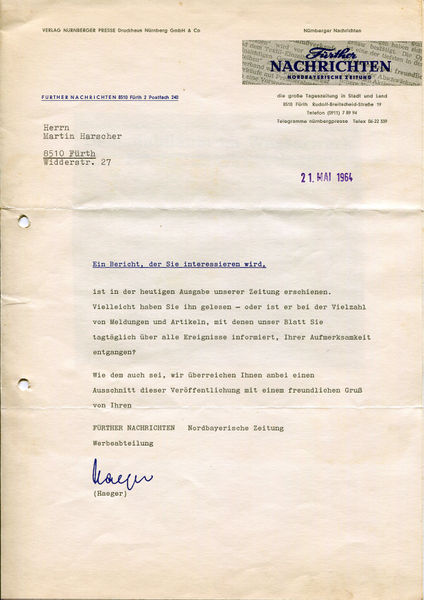 VERLAG NÜRNBERGER PRESSE Druckhaus Nürnberg GmbH & Co
Nürnberger Nachrichten
Fürther
NACHRICHTEN
NORDBAYERISCHE ZEITUNG
FÜRTHER NACHRICHTEN 8510 Fürth 2 Postfach 240
die große Tageszeitung in Stadt und Land
8510 Fürth Rudolf-Breitscheid-Straße 19
Telefon (0911) 7 89 94
Telegramme nürnbergpresse Telex 06-22 339
Herrn
Martin Harscher
8510 Fürth
Widderstr. 27
21. MAI 1964
Ein Bericht, der Sie interessieren wird,
ist in der heutigen Ausgabe unserer Zeitung erschienen.
Vielleicht haben Sie ihn gelesen - oder ist er bei der Vielzahl
von Meldungen und Artikeln, mit denen unser Blatt Sie
tagtäglich über alle Ereignisse informiert, Ihrer Aufmerksamkeit
entgangen?
Wie dem auch sei, wir überreichen Ihnen anbei einen
Ausschnitt dieser Veröffentlichung mit einem freundlichen Gruß
von Ihren
FÜRTHER NACHRICHTEN Nordbayerische Zeitung
Werbeabteilung
Haeger
(Haeger)